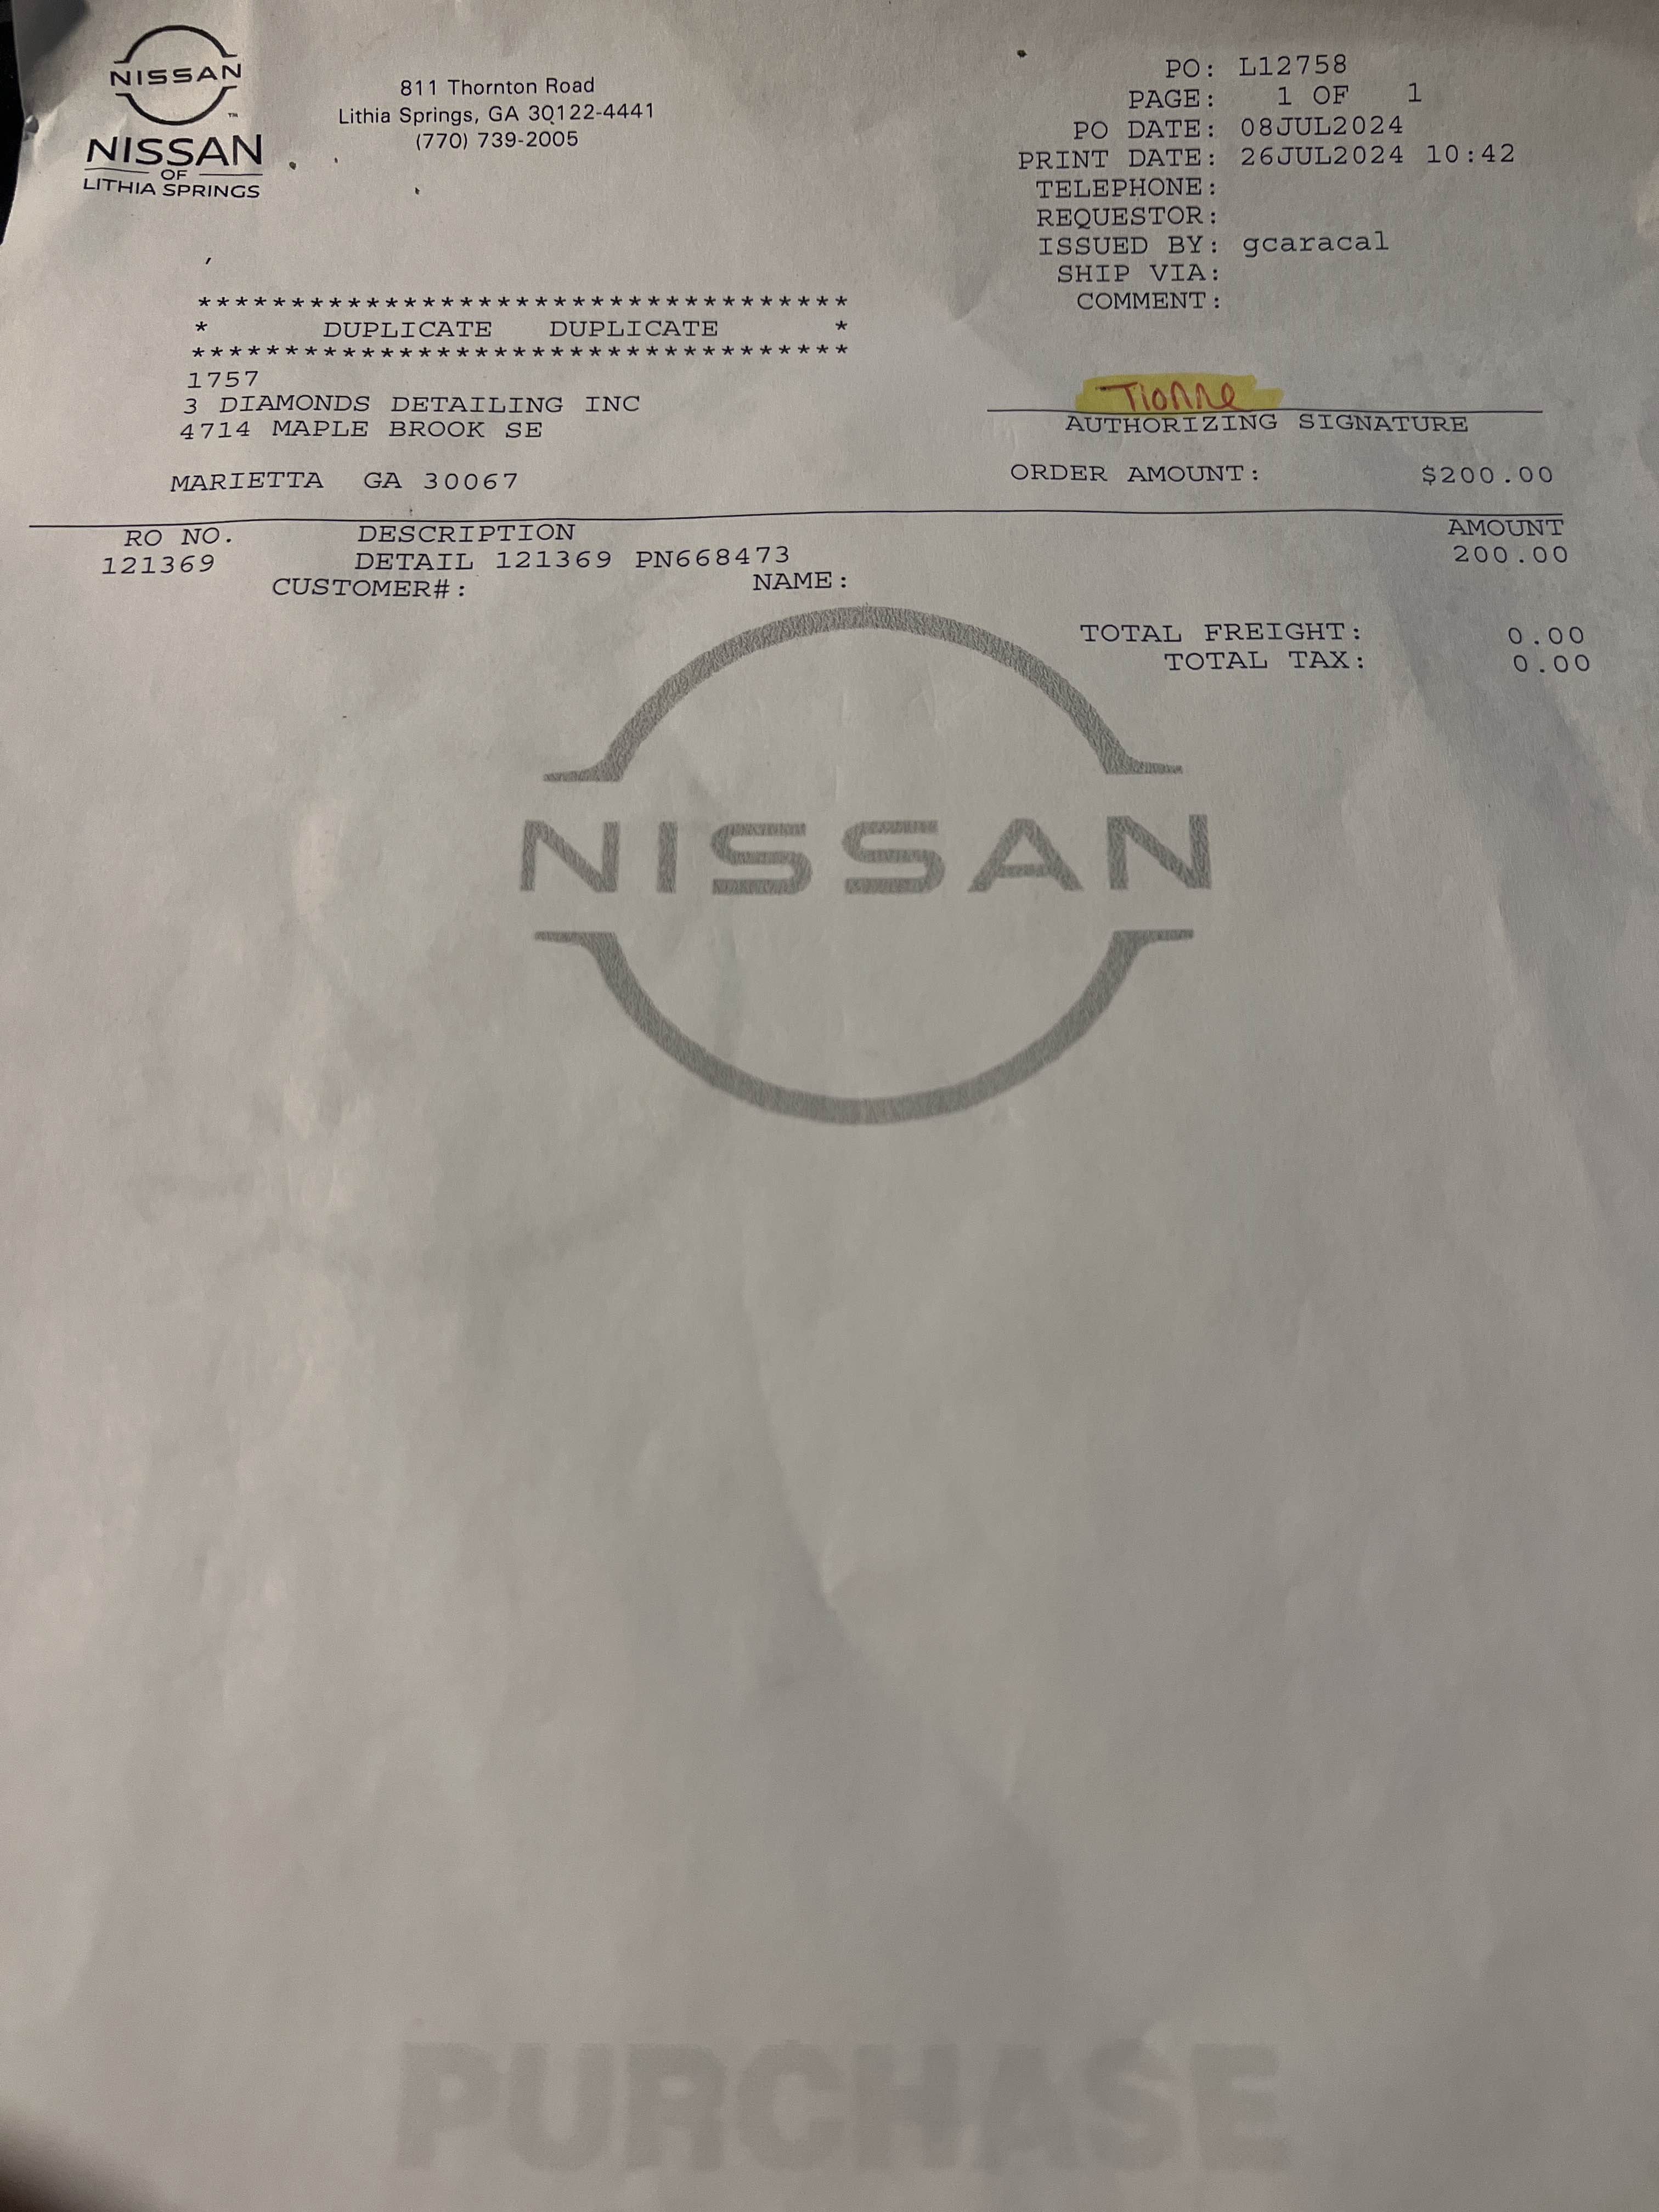 NISSAN
™
NISSAN
OF
LITHIA SPRINGS
811 Thornton Road
Lithia Springs, GA 30122-4441
(770) 739-2005
PO: L12758
PAGE: 1 OF 1
PO DATE: 08JUL2024
PRINT DATE: 26JUL2024 10:42
TELEPHONE:
REQUESTOR:
ISSUED BY: gcaracal
SHIP VIA:
COMMENT:
***********************************
* DUPLICATE DUPLICATE *
***********************************
1757
3 DIAMONDS DETAILING INC
4714 MAPLE BROOK SE
MARIETTA GA 30067
Tionne
AUTHORIZING SIGNATURE
ORDER AMOUNT: $200.00
RO NO. DESCRIPTION AMOUNT
121369 DETAIL 121369 PN668473 200.00
CUSTOMER#: NAME:
TOTAL FREIGHT: 0.00
TOTAL TAX: 0.00
NISSAN
PURCHASE